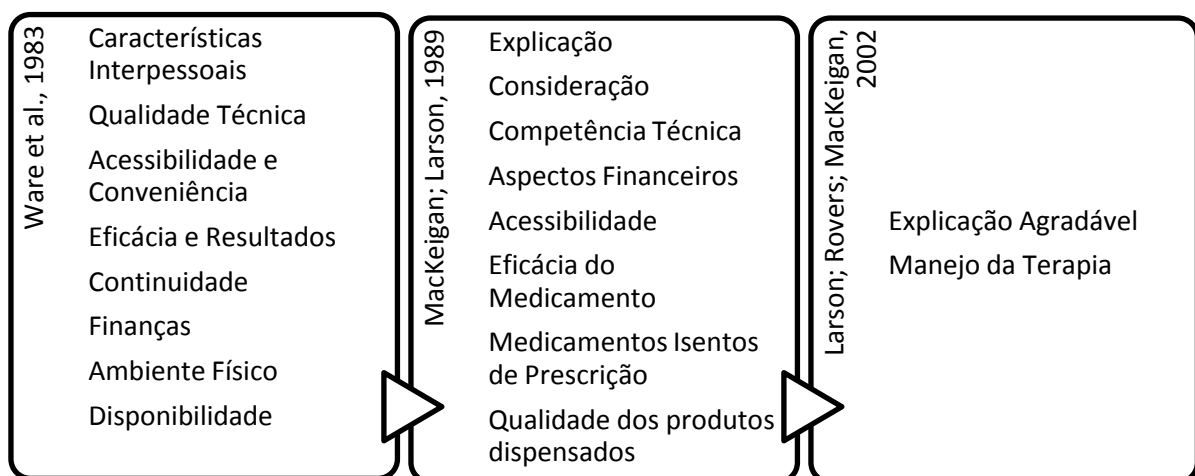 Ware et al., 1983
Características
Interpessoais
Qualidade Técnica
Acessibilidade e
Conveniência
Eficácia e Resultados
Continuidade
Finanças
Ambiente Físico
Disponibilidade
MacKeigan; Larson, 1989
Explicação
Consideração
Competência Técnica
Aspectos Financeiros
Acessibilidade
Eficácia do
Medicamento
Medicamentos Isentos
de Prescrição
Qualidade dos produtos
dispensados
Larson; Rovers; MacKeigan,
2002
Explicação Agradável
Manejo da Terapia